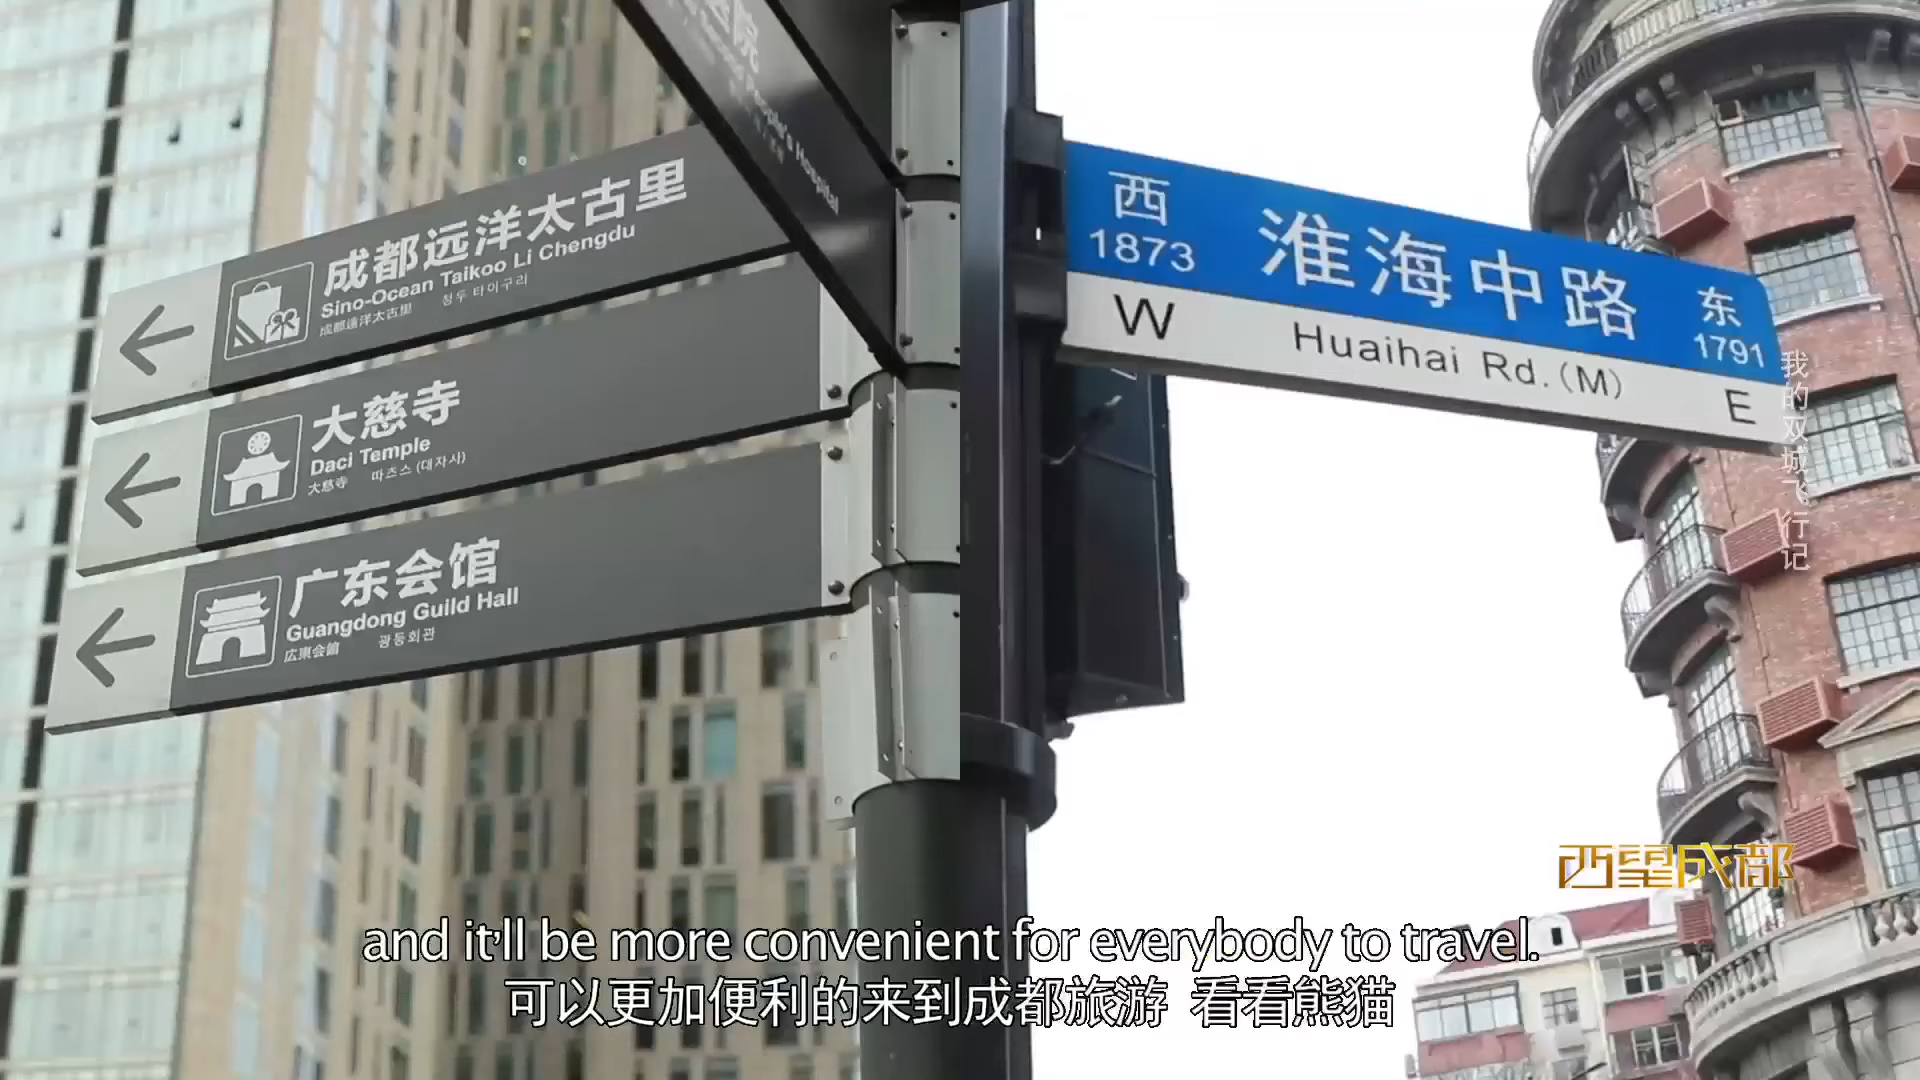 院
People's Hospital
成都远洋太古里
Sino-Ocean Taikoo Li Chengdu
成都遠洋太古里 청두 타이구리
大慈寺
Daci Temple
大慈寺 따츠스 (대자사)
广东会馆
Guangdong Guild Hall
広東会館 광둥회관
西
1873
淮海中路
东
1791
W
Huaihai Rd.(M)
E
我的双城飞行记
西望成都
and it'll be more convenient for everybody to travel.
可以更加便利的来到成都旅游 看看熊猫